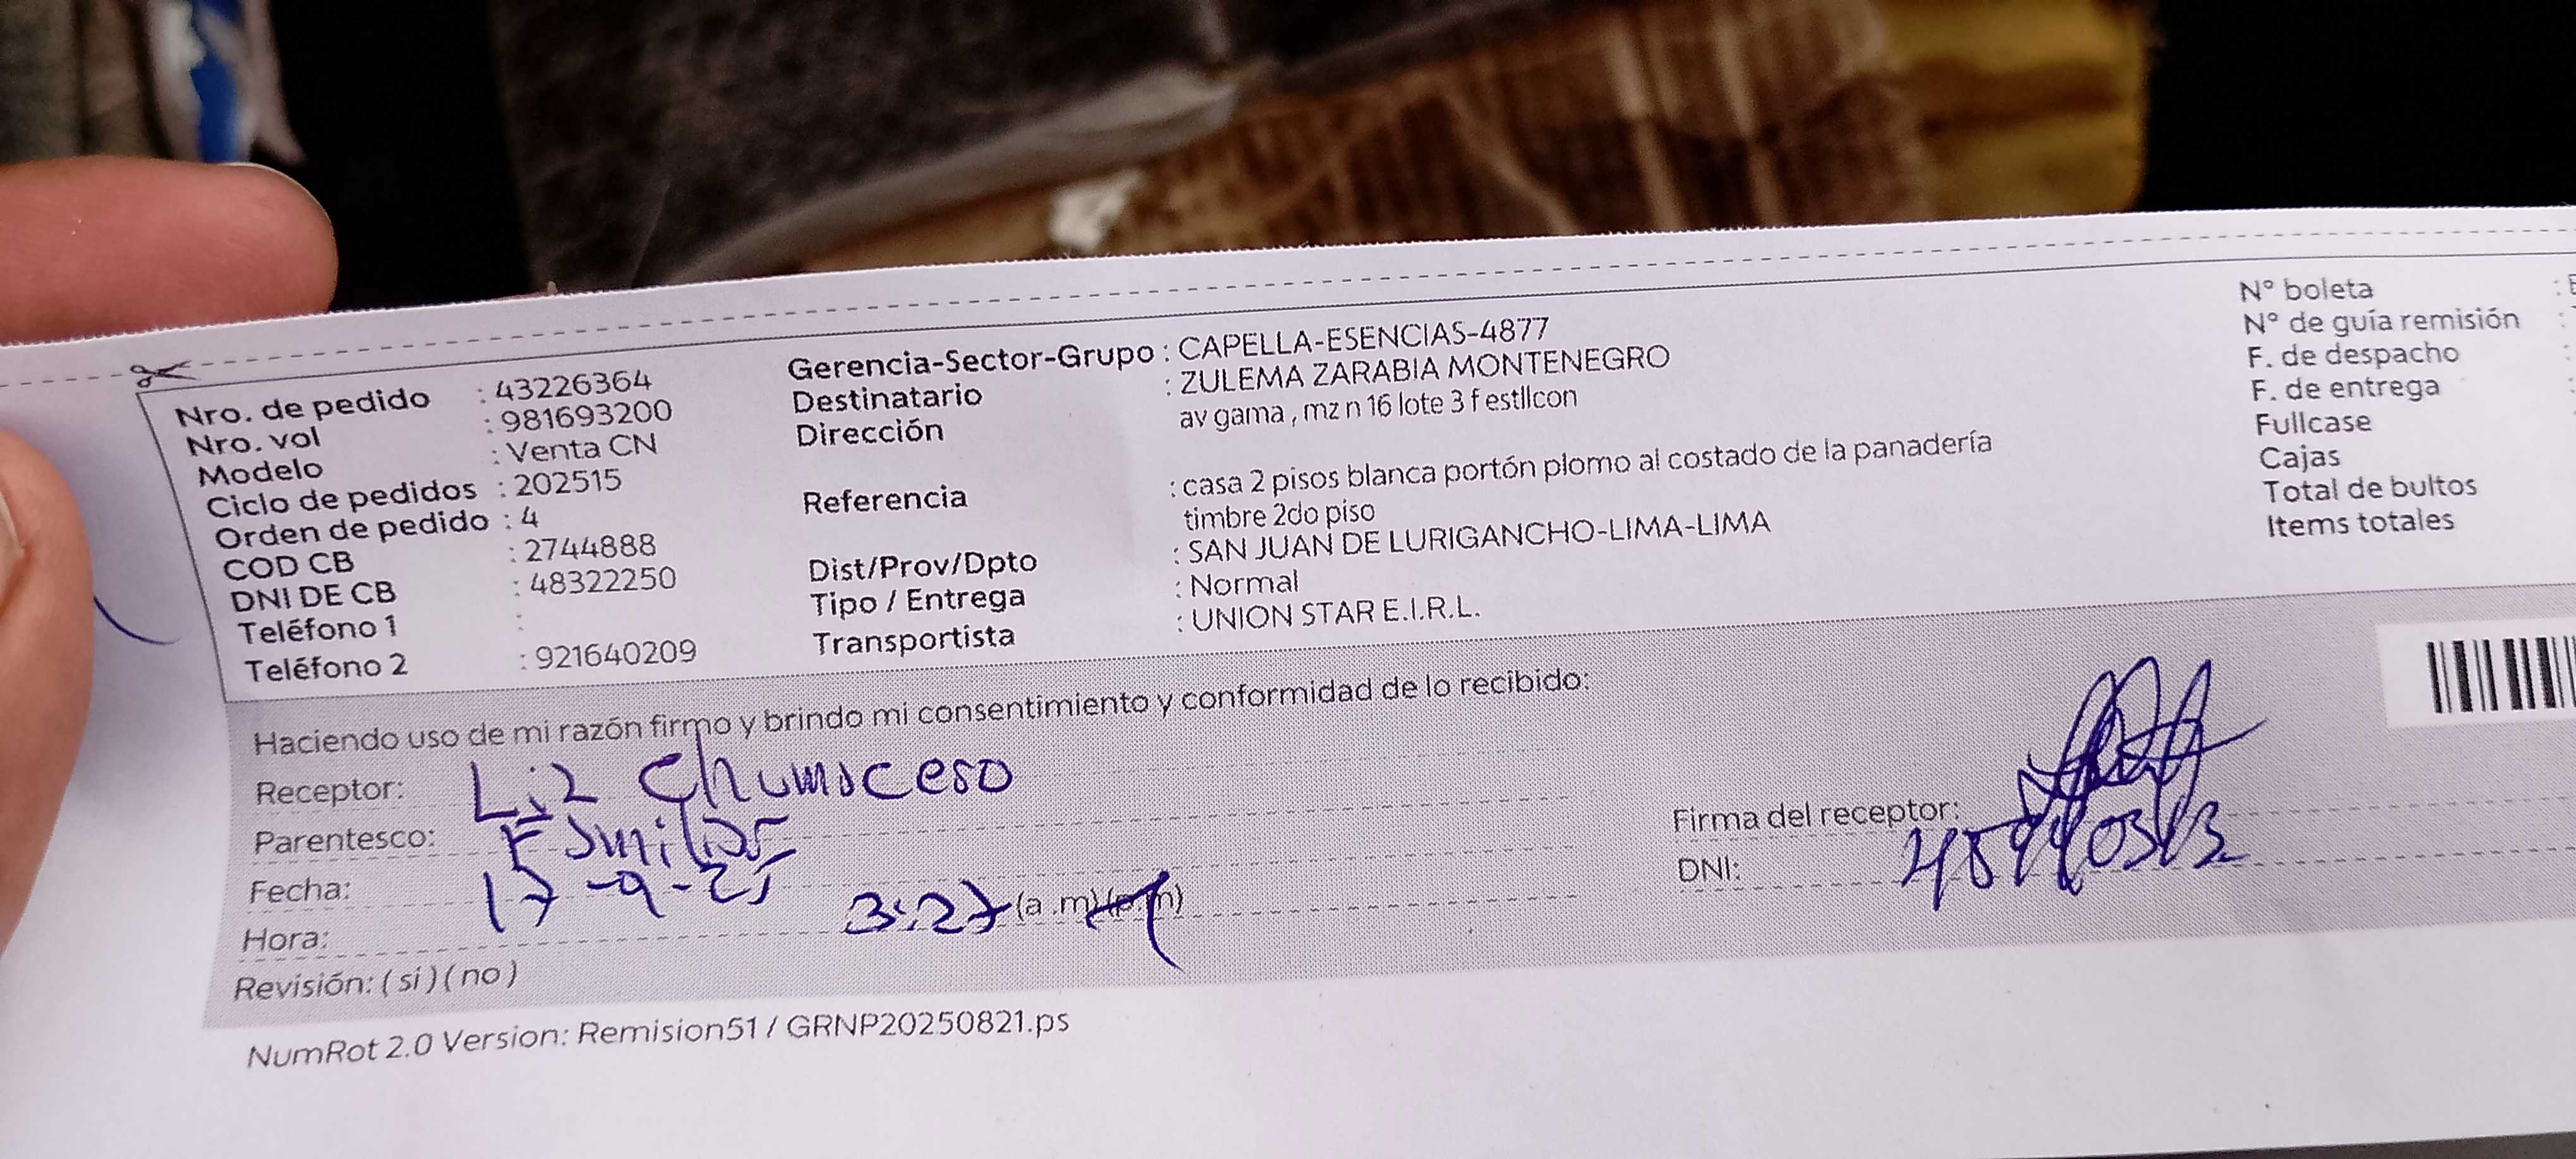 Nro. de pedido : 43226364
Nro. vol : 981693200
Modelo : Venta CN
Ciclo de pedidos : 202515
Orden de pedido : 4
COD CB : 2744888
DNI DE CB : 48322250
Teléfono 1 :
Teléfono 2 : 921640209
Gerencia-Sector-Grupo : CAPELLA-ESENCIAS-4877
Destinatario : ZULEMA ZARABIA MONTENEGRO
Dirección av gama , mz n 16 lote 3 f estllcon
Referencia : casa 2 pisos blanca portón plomo al costado de la panadería
timbre 2do piso
Dist/Prov/Dpto : SAN JUAN DE LURIGANCHO-LIMA-LIMA
Tipo / Entrega : Normal
Transportista : UNION STAR E.I.R.L.
N° boleta :
N° de guía remisión :
F. de despacho :
F. de entrega :
Fullcase
Cajas
Total de bultos
Items totales
Haciendo uso de mi razón firmo y brindo mi consentimiento y conformidad de lo recibido:
Receptor: Liz
Parentesco: Familiar
Fecha: 17-9-25
Hora: 3:27 (a .m) (p.m)
Revisión: ( si ) ( no )
Firma del receptor:
DNI:
NumRot 2.0 Version: Remision51 / GRNP20250821.ps